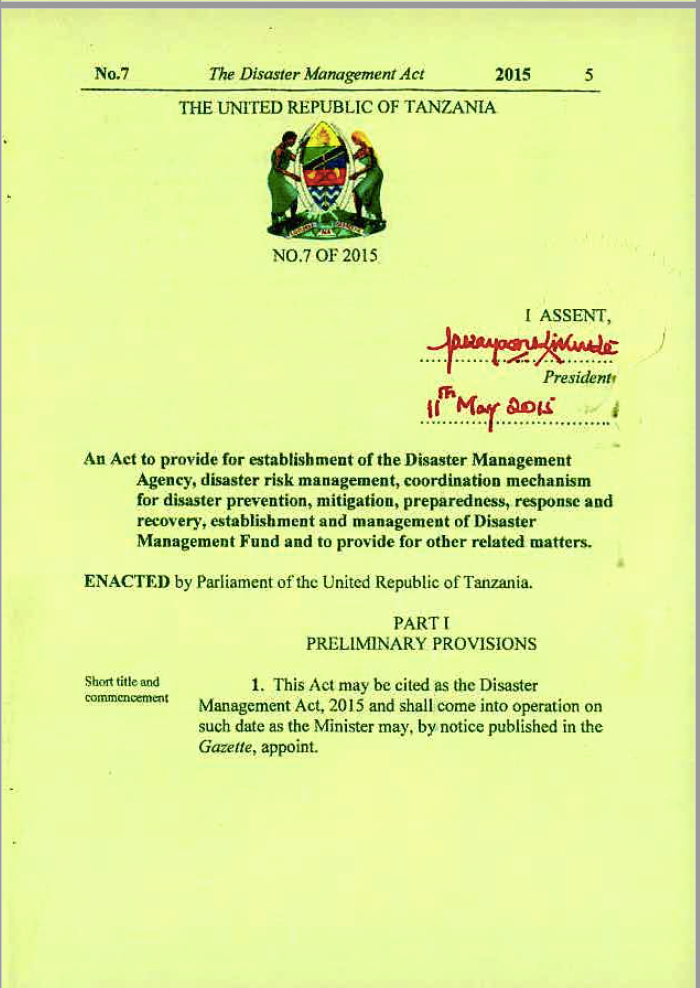 No.7 The Disaster Management Act 2015 5
THE UNITED REPUBLIC OF TANZANIA
NO.7 OF 2015
I ASSENT,
President
11th May 2015
An Act to provide for establishment of the Disaster Management
Agency, disaster risk management, coordination mechanism
for disaster prevention, mitigation, preparedness, response and
recovery, establishment and management of Disaster
Management Fund and to provide for other related matters.
ENACTED by Parliament of the United Republic of Tanzania.
PART I
PRELIMINARY PROVISIONS
Short title and
commencement
1. This Act may be cited as the Disaster
Management Act, 2015 and shall come into operation on
such date as the Minister may, by notice published in the
Gazette, appoint.